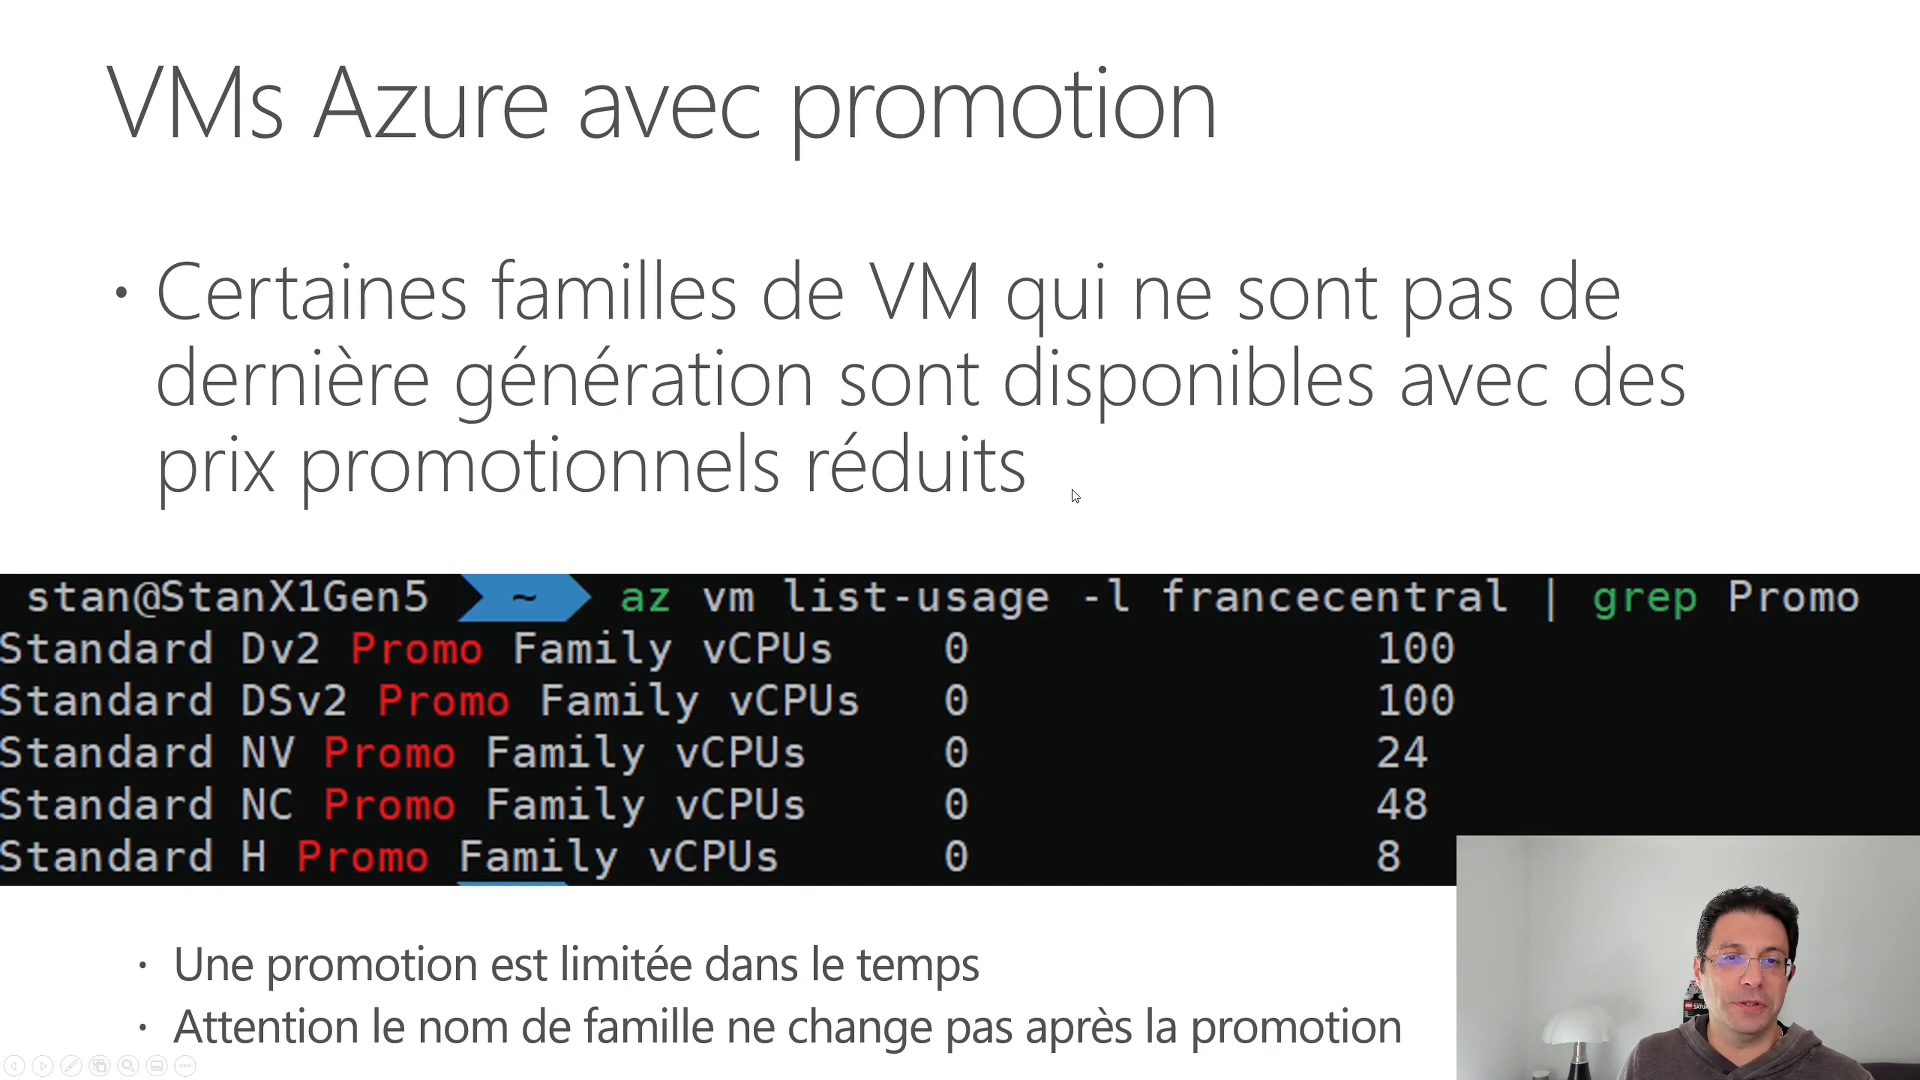 VMs Azure avec promotion
• Certaines familles de VM qui ne sont pas de
dernière génération sont disponibles avec des
prix promotionnels réduits
stan@StanX1Gen5 ~ az vm list-usage -l francecentral | grep Promo
Standard Dv2 Promo Family vCPUs 0 100
Standard DSv2 Promo Family vCPUs 0 100
Standard NV Promo Family vCPUs 0 24
Standard NC Promo Family vCPUs 0 48
Standard H Promo Family vCPUs 0 8
• Une promotion est limitée dans le temps
• Attention le nom de famille ne change pas après la promotion